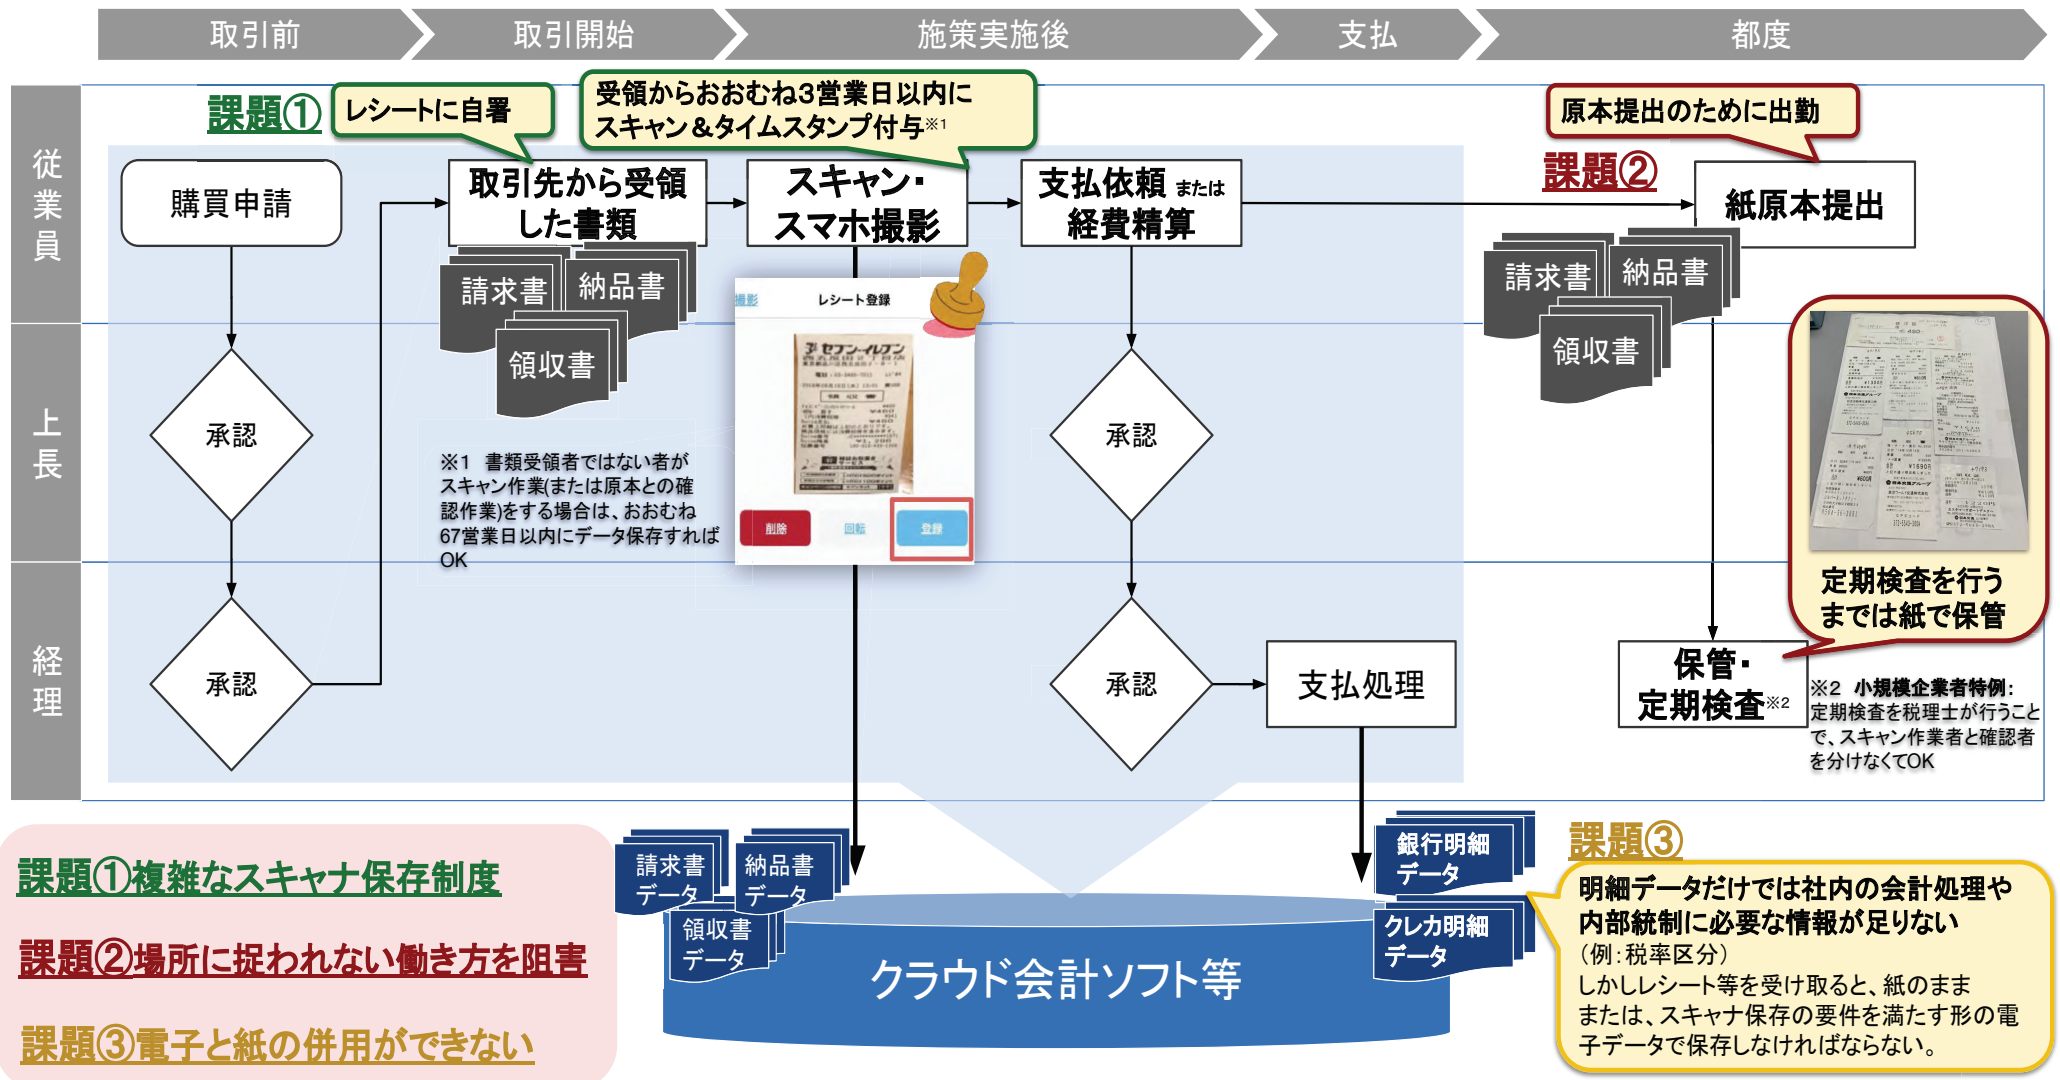 取引前
取引開始
施策実施後
支払
都度
従業員
上長
経理
課題①
レシートに自署
受領からおおむね3営業日以内に
スキャン＆タイムスタンプ付与※1
原本提出のために出勤
課題②
購買申請
取引先から受領
した書類
スキャン・
スマホ撮影
支払依頼 または
経費精算
紙原本提出
請求書
納品書
領収書
請求書
納品書
領収書
撮影
レシート登録
セブン-イレブン
削除
回転
登録
承認
承認
承認
承認
※1 書類受領者ではない者が
スキャン作業(または原本との確
認作業)をする場合は、おおむね
67営業日以内にデータ保存すれば
OK
定期検査を行う
までは紙で保管
支払処理
保管・
定期検査※2
※2 小規模企業者特例：
定期検査を税理士が行うこと
で、スキャン作業者と確認者
を分けなくてOK
課題①複雑なスキャナ保存制度
課題②場所に捉われない働き方を阻害
課題③電子と紙の併用ができない
請求書
データ
納品書
データ
領収書
データ
クラウド会計ソフト等
銀行明細
データ
クレカ明細
データ
課題③
明細データだけでは社内の会計処理や
内部統制に必要な情報が足りない
（例：税率区分）
しかしレシート等を受け取ると、紙のまま
または、スキャナ保存の要件を満たす形の電
子データで保存しなければならない。